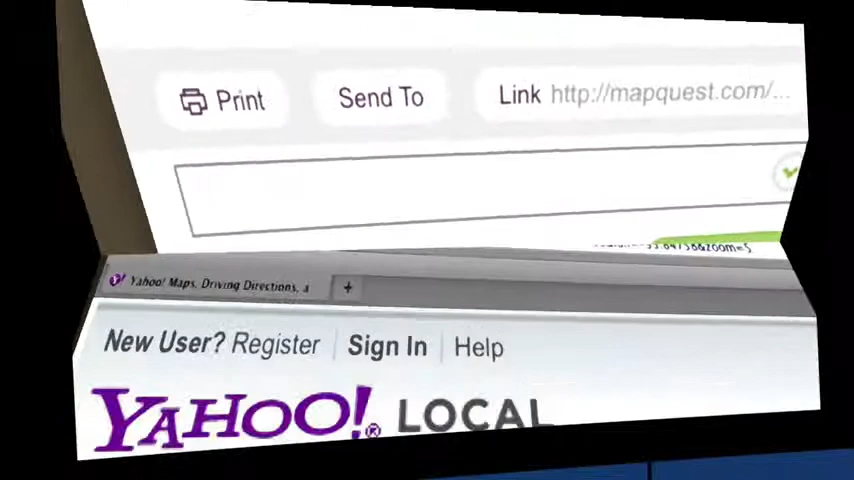 Print Send To Link http://mapquest.com/...
Yahoo! Maps, Driving Directions, a +
New User? Register Sign In Help
YAHOO!® LOCAL